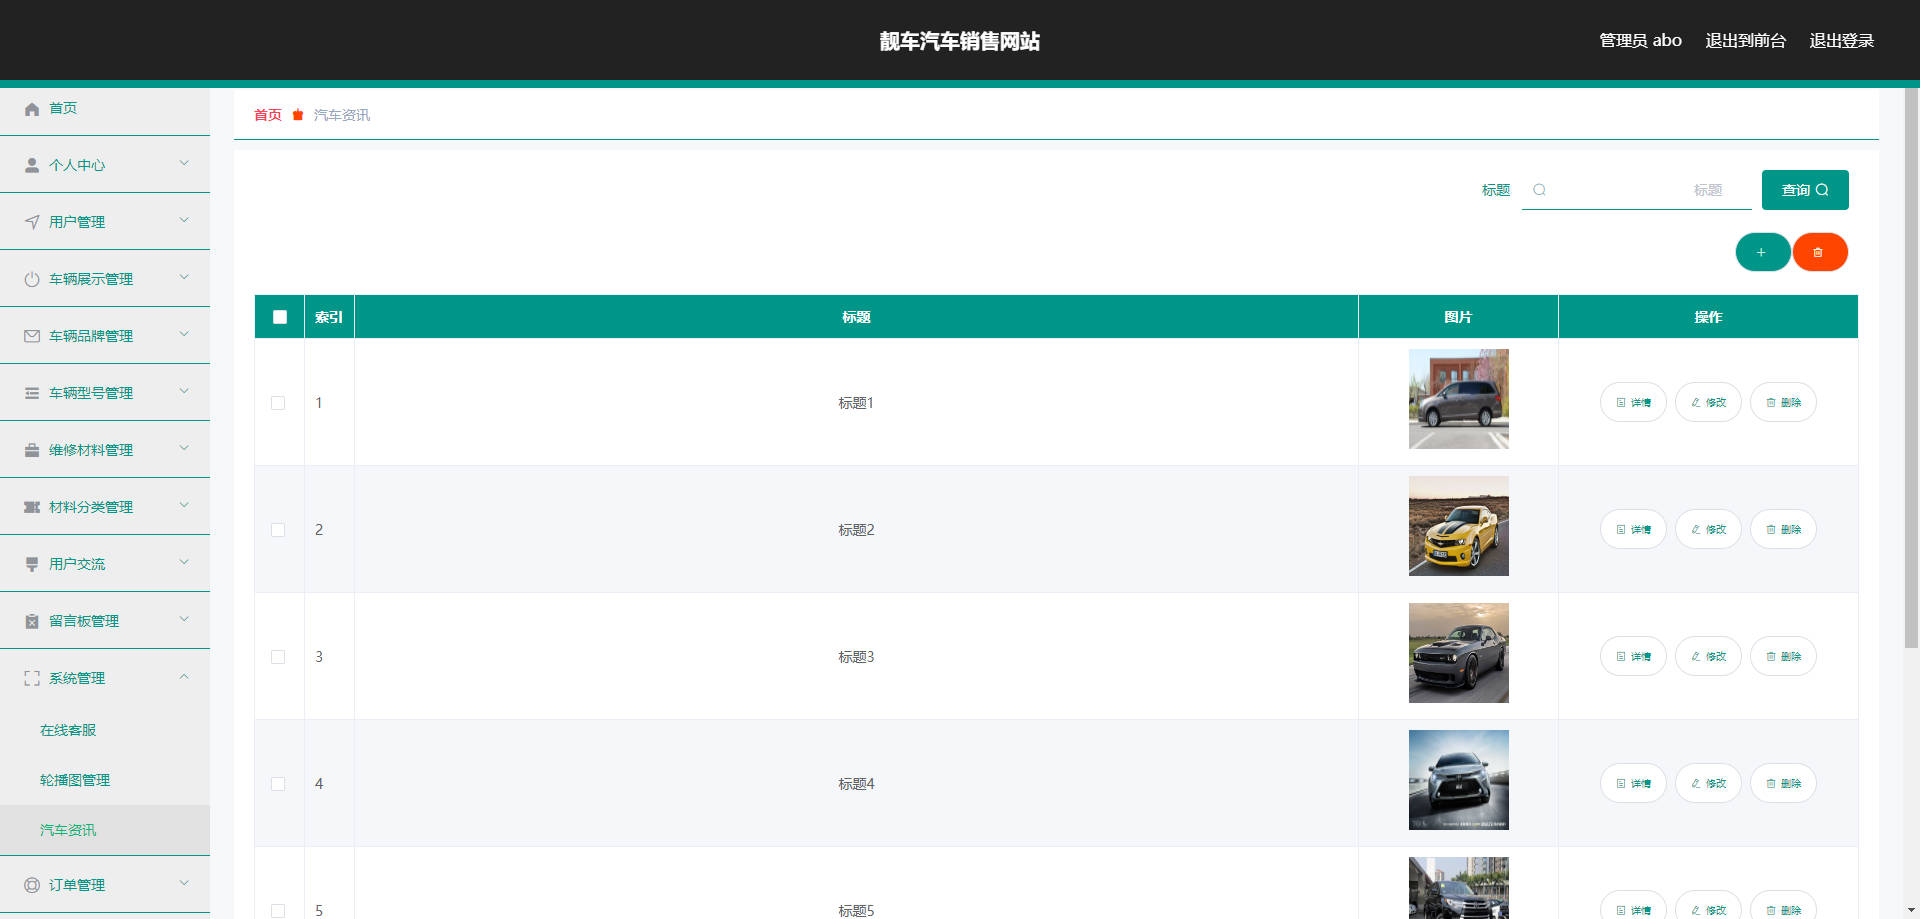 靓车汽车销售网站
管理员 abo 退出到前台 退出登录
首页
个人中心
用户管理
车辆展示管理
车辆品牌管理
车辆型号管理
维修材料管理
材料分类管理
用户交流
留言板管理
系统管理
在线客服
轮播图管理
汽车资讯
订单管理
首页 汽车资讯
标题 标题 查询
索引 标题 图片 操作
1 标题1 详情 修改 删除
2 标题2 详情 修改 删除
3 标题3 详情 修改 删除
4 标题4 详情 修改 删除
5 标题5 详情 修改 删除